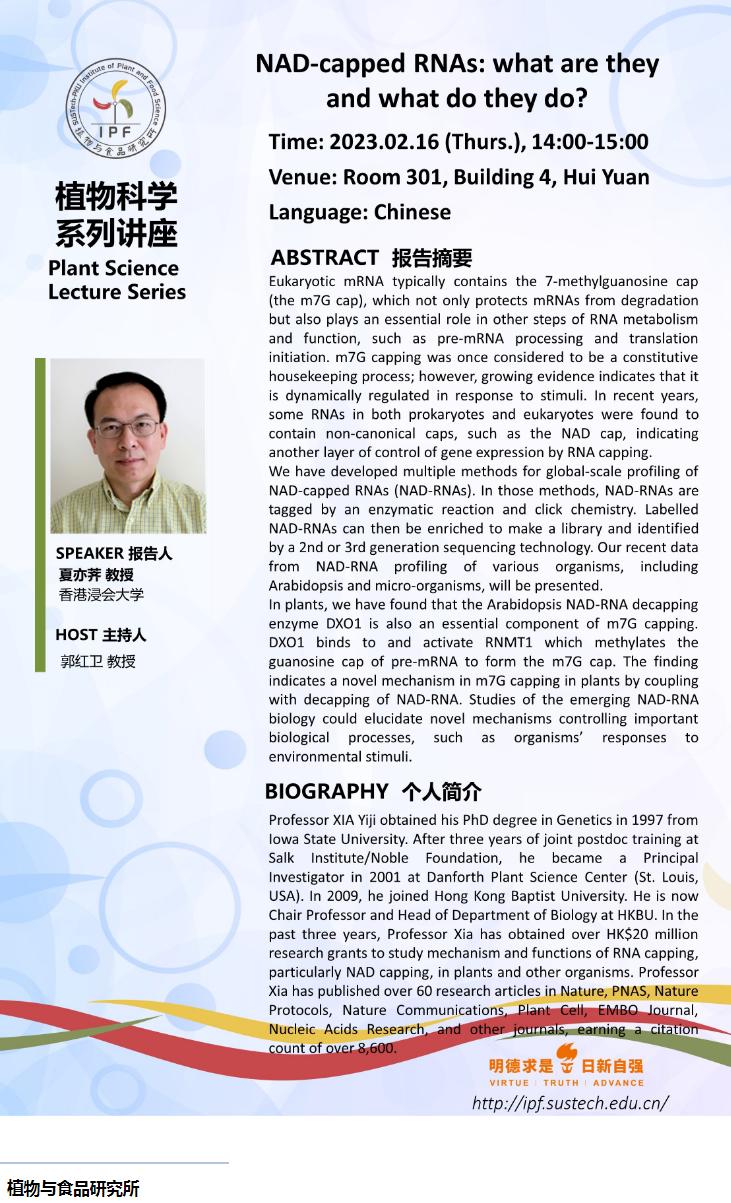 SUSTech-PKU Institute of Plant and Food Science
IPF
植物与食品研究所
植物科学
系列讲座
Plant Science
Lecture Series
SPEAKER 报告人
夏亦荠 教授
香港浸会大学
HOST 主持人
郭红卫 教授
NAD-capped RNAs: what are they
and what do they do?
Time: 2023.02.16 (Thurs.), 14:00-15:00
Venue: Room 301, Building 4, Hui Yuan
Language: Chinese
ABSTRACT 报告摘要
Eukaryotic mRNA typically contains the 7-methylguanosine cap
(the m7G cap), which not only protects mRNAs from degradation
but also plays an essential role in other steps of RNA metabolism
and function, such as pre-mRNA processing and translation
initiation. m7G capping was once considered to be a constitutive
housekeeping process; however, growing evidence indicates that it
is dynamically regulated in response to stimuli. In recent years,
some RNAs in both prokaryotes and eukaryotes were found to
contain non-canonical caps, such as the NAD cap, indicating
another layer of control of gene expression by RNA capping.
We have developed multiple methods for global-scale profiling of
NAD-capped RNAs (NAD-RNAs). In those methods, NAD-RNAs are
tagged by an enzymatic reaction and click chemistry. Labelled
NAD-RNAs can then be enriched to make a library and identified
by a 2nd or 3rd generation sequencing technology. Our recent data
from NAD-RNA profiling of various organisms, including
Arabidopsis and micro-organisms, will be presented.
In plants, we have found that the Arabidopsis NAD-RNA decapping
enzyme DXO1 is also an essential component of m7G capping.
DXO1 binds to and activate RNMT1 which methylates the
guanosine cap of pre-mRNA to form the m7G cap. The finding
indicates a novel mechanism in m7G capping in plants by coupling
with decapping of NAD-RNA. Studies of the emerging NAD-RNA
biology could elucidate novel mechanisms controlling important
biological processes, such as organisms’ responses to
environmental stimuli.
BIOGRAPHY 个人简介
Professor XIA Yiji obtained his PhD degree in Genetics in 1997 from
Iowa State University. After three years of joint postdoc training at
Salk Institute/Noble Foundation, he became a Principal
Investigator in 2001 at Danforth Plant Science Center (St. Louis,
USA). In 2009, he joined Hong Kong Baptist University. He is now
Chair Professor and Head of Department of Biology at HKBU. In the
past three years, Professor Xia has obtained over HK$20 million
research grants to study mechanism and functions of RNA capping,
particularly NAD capping, in plants and other organisms. Professor
Xia has published over 60 research articles in Nature, PNAS, Nature
Protocols, Nature Communications, Plant Cell, EMBO Journal,
Nucleic Acids Research, and other journals, earning a citation
count of over 8,600.
明德求是 日新自强
VIRTUE | TRUTH | ADVANCE
http://ipf.sustech.edu.cn/
植物与食品研究所